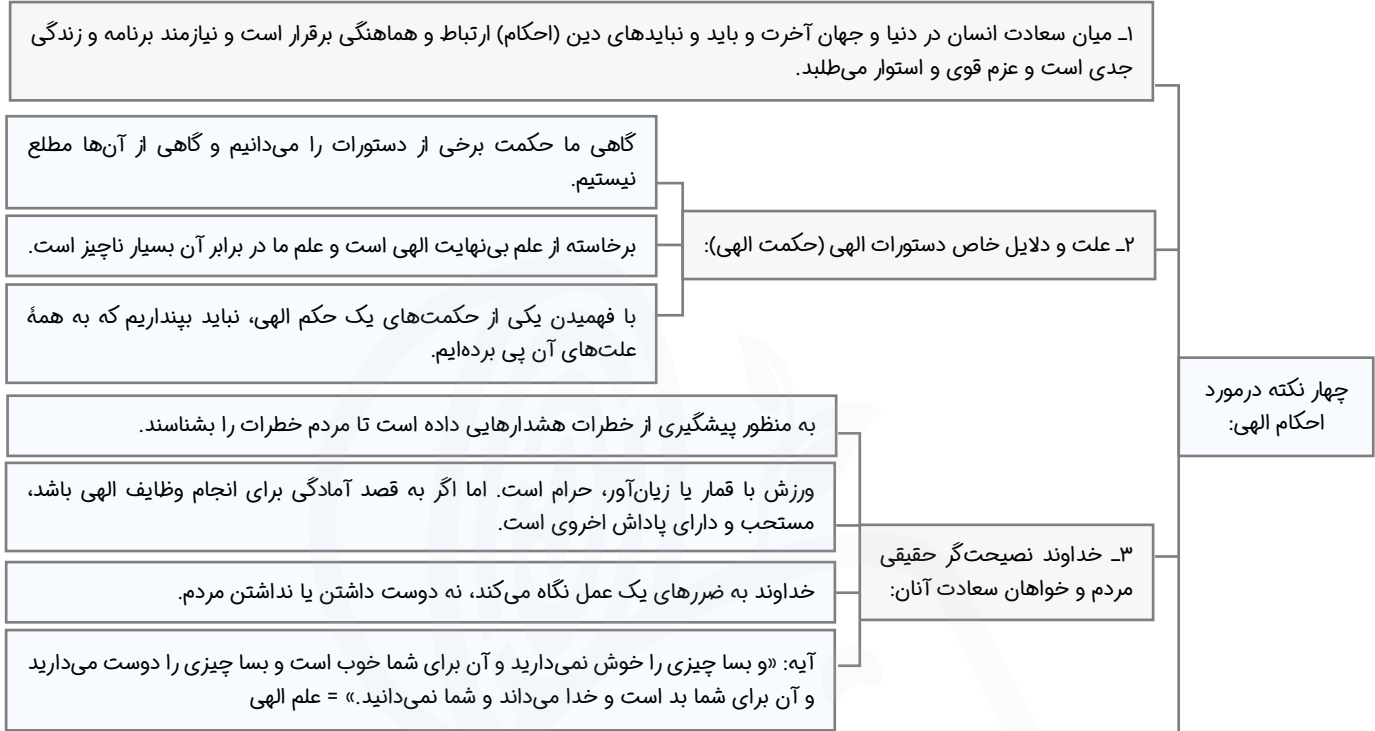 چهار نکته درمورد
احکام الهی:
۱ـ میان سعادت انسان در دنیا و جهان آخرت و باید و نبایدهای دین (احکام) ارتباط و هماهنگی برقرار است و نیازمند برنامه و زندگی
جدی است و عزم قوی و استوار می‌طلبد.
۲ـ علت و دلایل خاص دستورات الهی (حکمت الهی):
گاهی ما حکمت برخی از دستورات را می‌دانیم و گاهی از آن‌ها مطلع
نیستیم.
برخاسته از علم بی‌نهایت الهی است و علم ما در برابر آن بسیار ناچیز است.
با فهمیدن یکی از حکمت‌های یک حکم الهی، نباید بپنداریم که به همهٔ
علت‌های آن پی برده‌ایم.
۳ـ خداوند نصیحت‌گر حقیقی
مردم و خواهان سعادت آنان:
به منظور پیشگیری از خطرات هشدارهایی داده است تا مردم خطرات را بشناسند.
ورزش با قمار یا زیان‌آور، حرام است. اما اگر به قصد آمادگی برای انجام وظایف الهی باشد،
مستحب و دارای پاداش اخروی است.
خداوند به ضررهای یک عمل نگاه می‌کند، نه دوست داشتن یا نداشتن مردم.
آیه: «و بسا چیزی را خوش نمی‌دارید و آن برای شما خوب است و بسا چیزی را دوست می‌دارید
و آن برای شما بد است و خدا می‌داند و شما نمی‌دانید.» = علم الهی